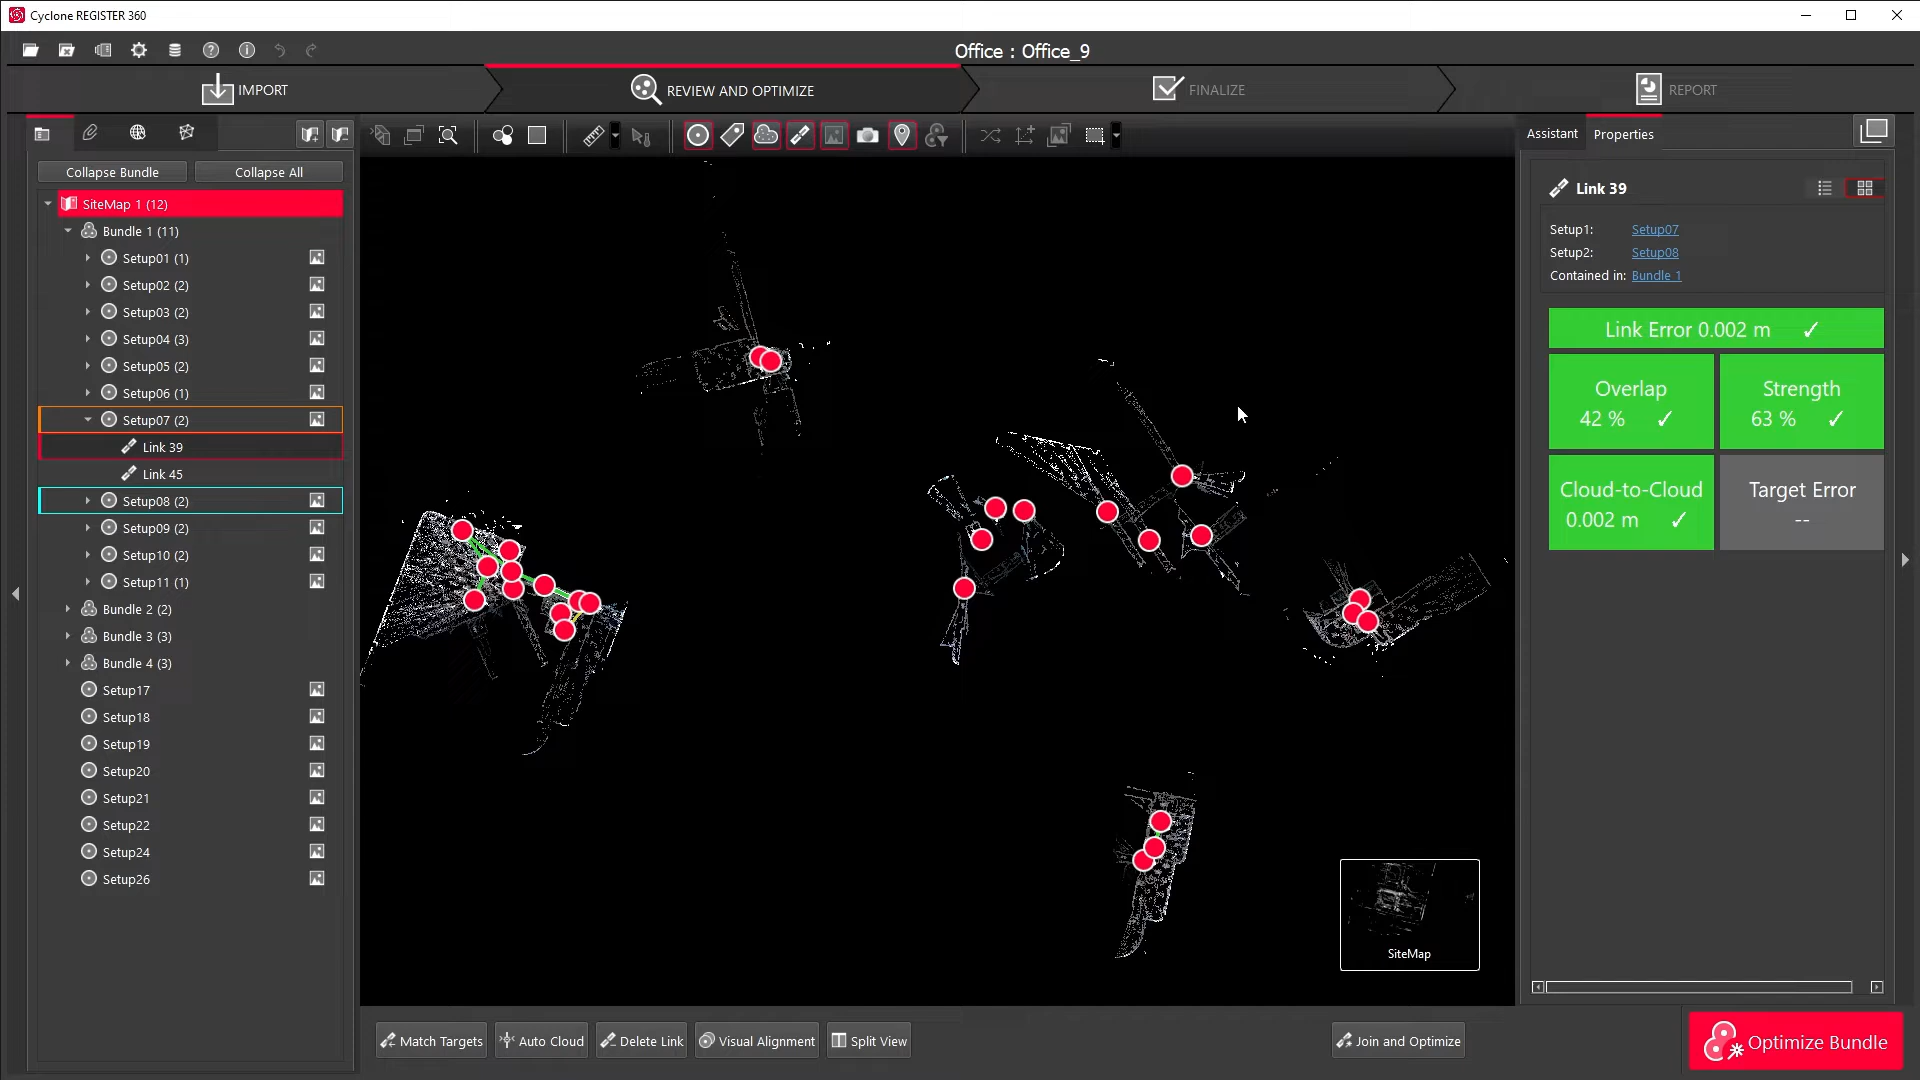 Cyclone REGISTER 360
Office : Office_9
IMPORT
REVIEW AND OPTIMIZE
FINALIZE
REPORT
Assistant
Properties
Collapse Bundle
Collapse All
SiteMap 1 (12)
Bundle 1 (11)
Setup01 (1)
Setup02 (2)
Setup03 (2)
Setup04 (3)
Setup05 (2)
Setup06 (1)
Setup07 (2)
Link 39
Link 45
Setup08 (2)
Setup09 (2)
Setup10 (2)
Setup11 (1)
Bundle 2 (2)
Bundle 3 (3)
Bundle 4 (3)
Setup17
Setup18
Setup19
Setup20
Setup21
Setup22
Setup24
Setup26
SiteMap
Link 39
Setup1: Setup07
Setup2: Setup08
Contained in: Bundle 1
Link Error 0.002 m ✓
Overlap
42 % ✓
Strength
63 % ✓
Cloud-to-Cloud
0.002 m ✓
Target Error
--
Match Targets
Auto Cloud
Delete Link
Visual Alignment
Split View
Join and Optimize
Optimize Bundle